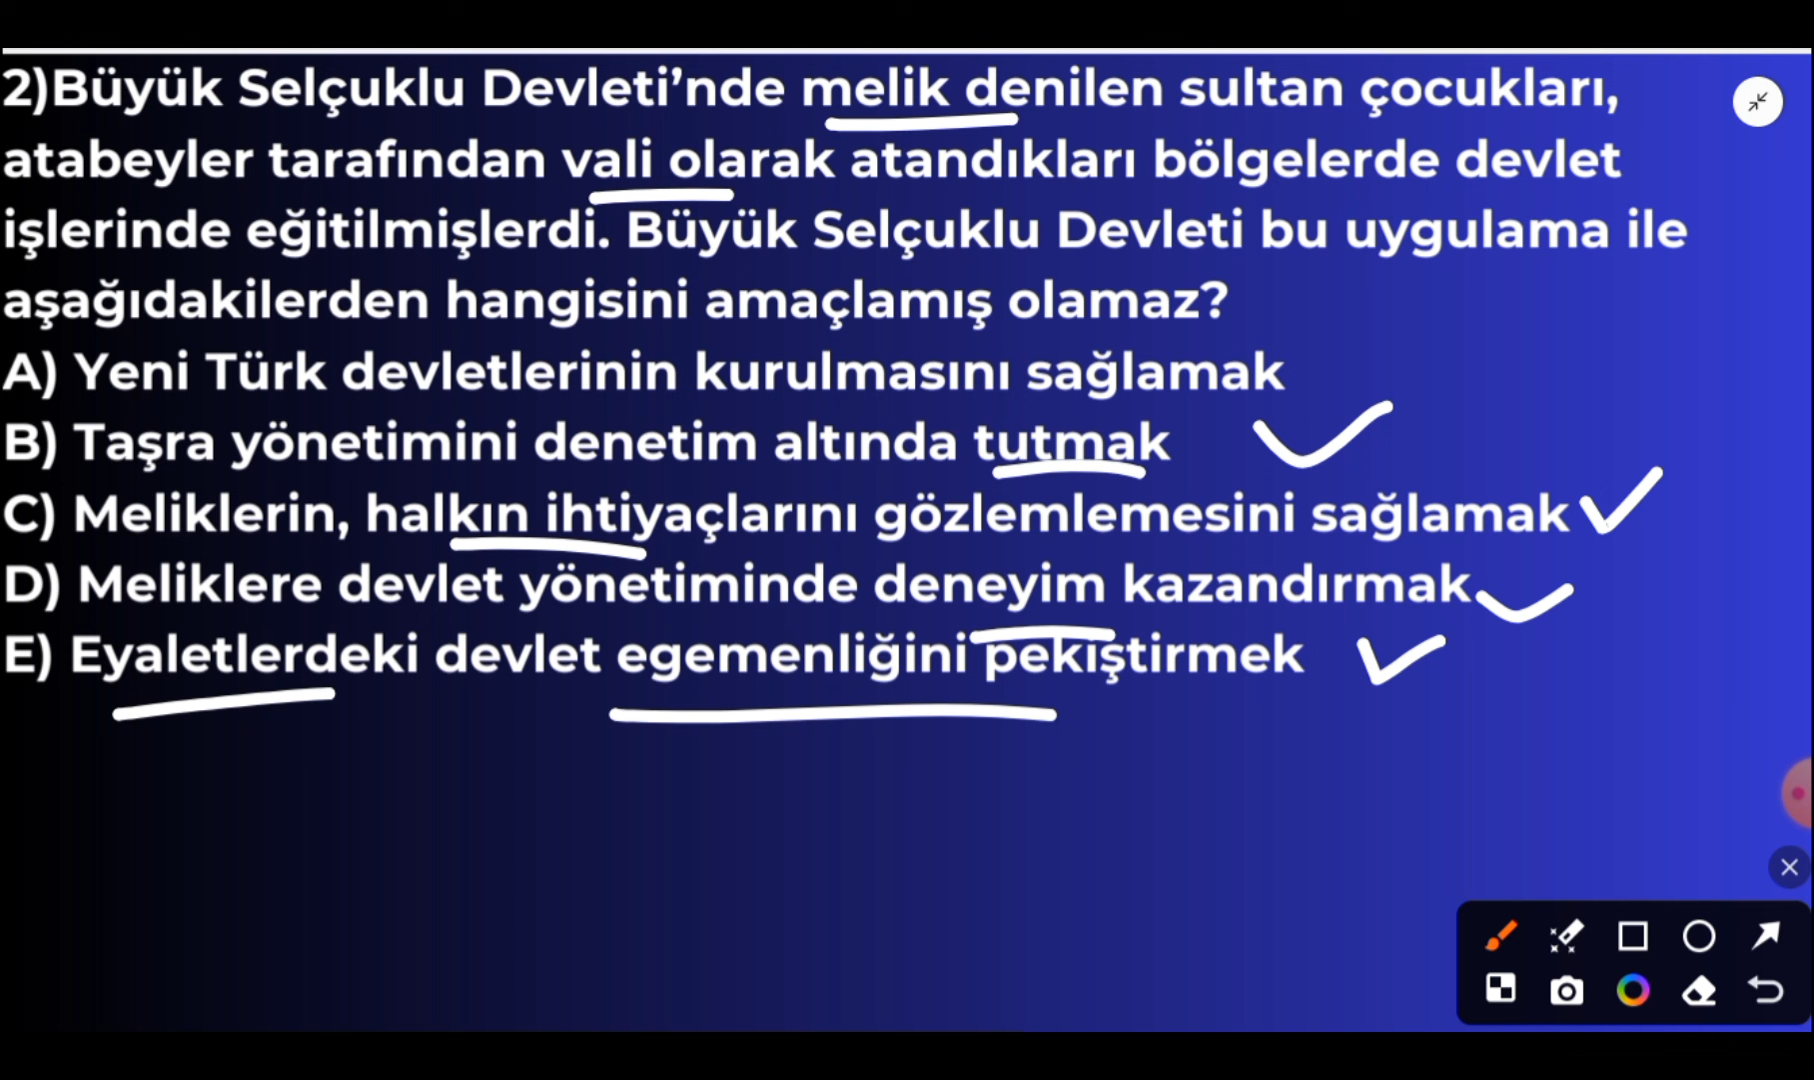 2)Büyük Selçuklu Devleti’nde melik denilen sultan çocukları,
atabeyler tarafından vali olarak atandıkları bölgelerde devlet
işlerinde eğitilmişlerdi. Büyük Selçuklu Devleti bu uygulama ile
aşağıdakilerden hangisini amaçlamış olamaz?
A) Yeni Türk devletlerinin kurulmasını sağlamak
B) Taşra yönetimini denetim altında tutmak
C) Meliklerin, halkın ihtiyaçlarını gözlemlemesini sağlamak
D) Meliklere devlet yönetiminde deneyim kazandırmak
E) Eyaletlerdeki devlet egemenliğini pekiştirmek